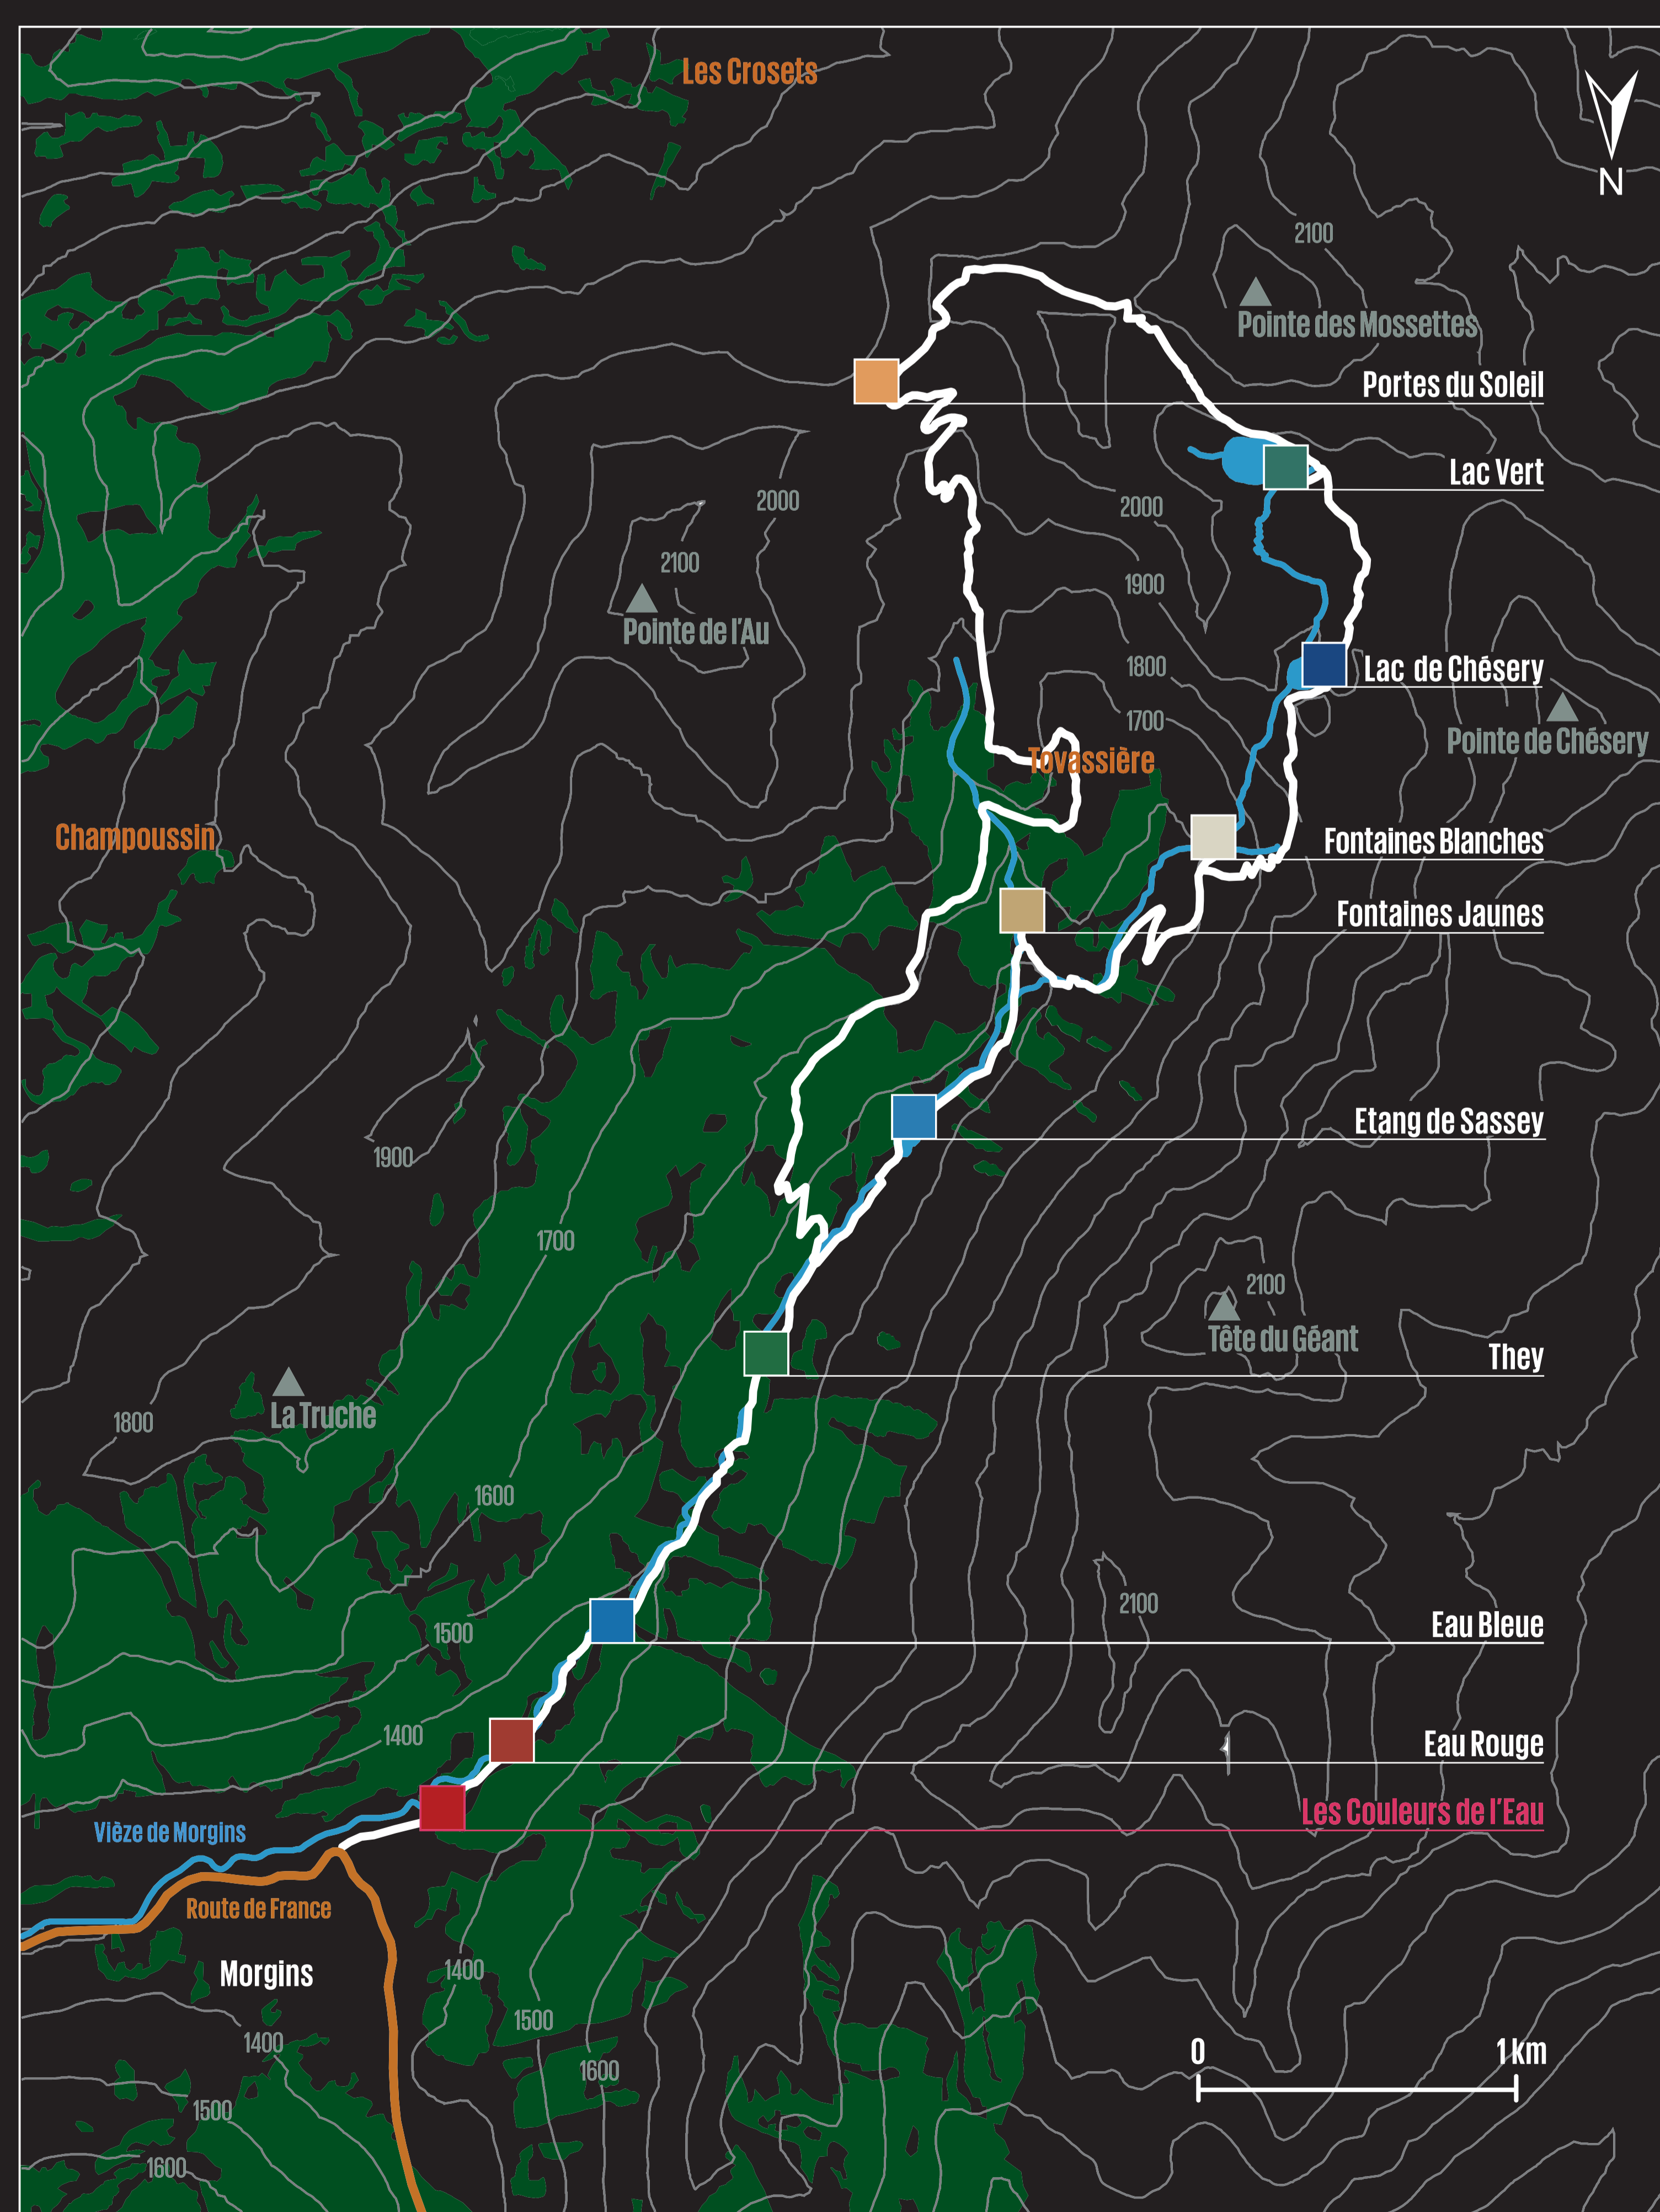 Les Crosets
N
2100
Pointe des Mossettes
Portes du Soleil
Lac Vert
2000
2000
2100
1900
Pointe de l'Au
1800
Lac de Chésery
1700
Pointe de Chésery
Tovassière
Champoussin
Fontaines Blanches
Fontaines Jaunes
Etang de Sassey
1900
1700
2100
Tête du Géant
They
La Truche
1800
1600
2100
1500
Eau Bleue
1400
Eau Rouge
Les Couleurs de l'Eau
Vièze de Morgins
Route de France
Morgins
1400
1500
1400
0 1 km
1600
1500
1600